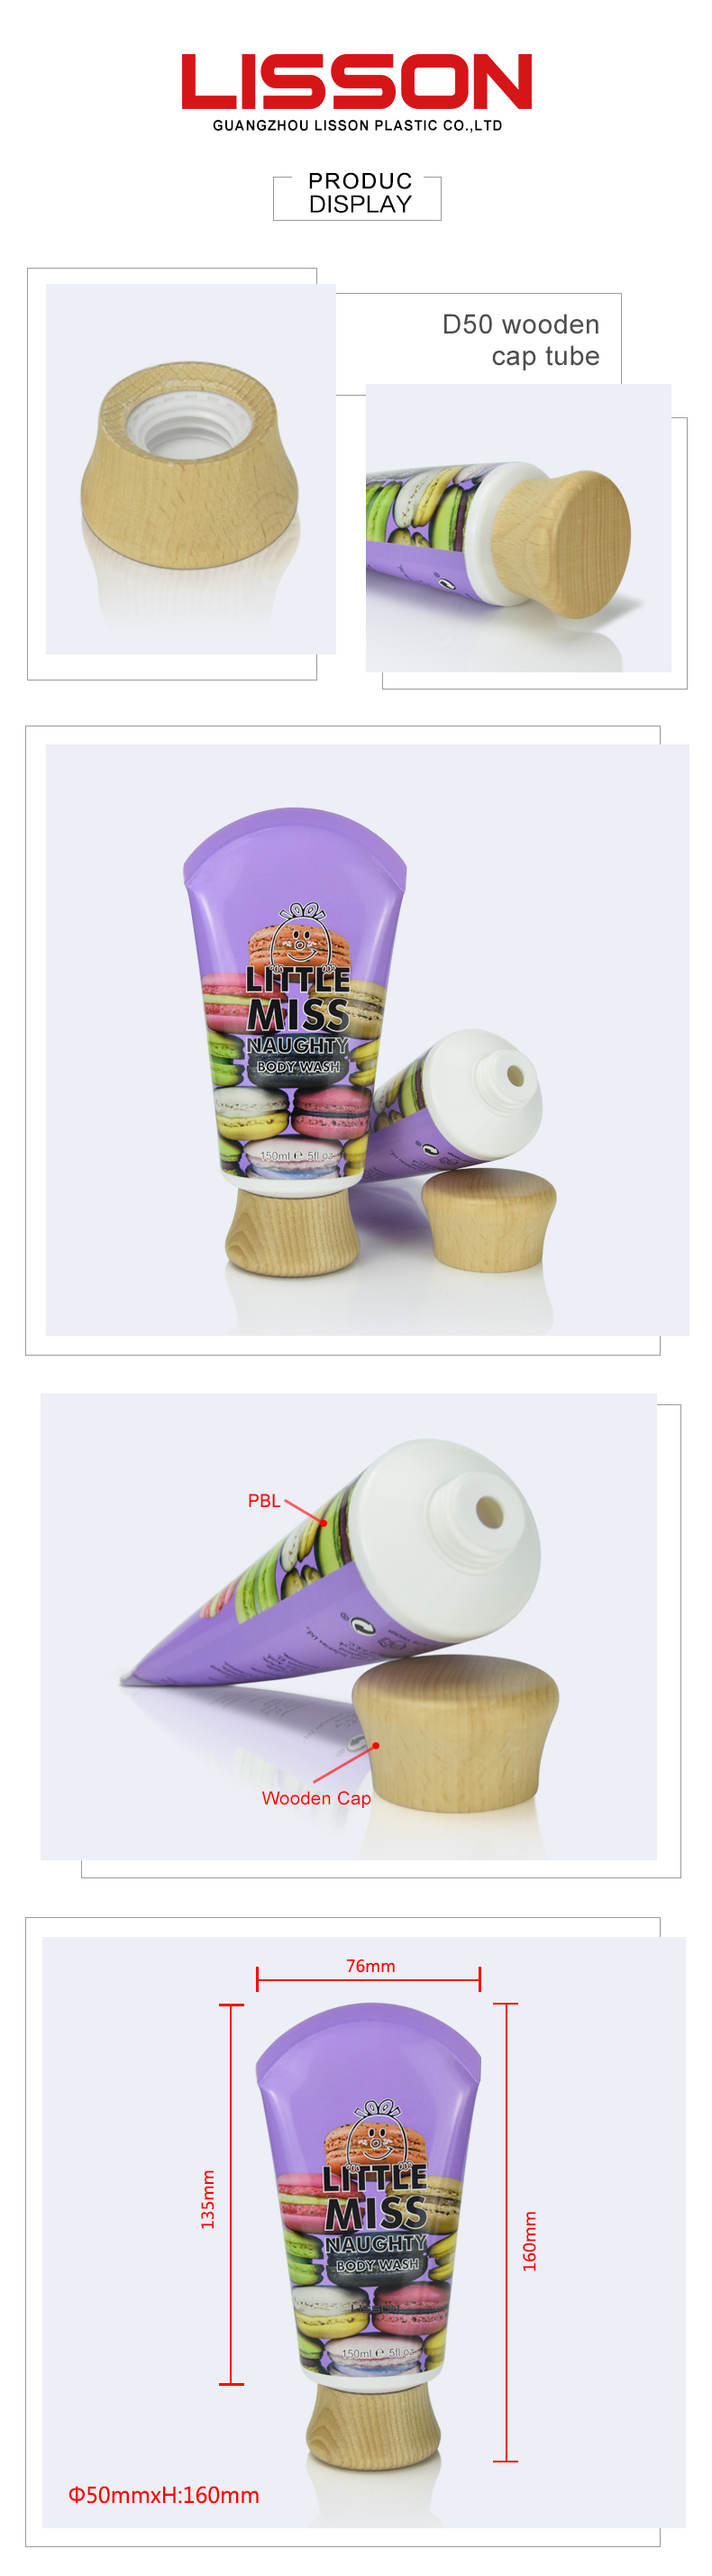 LISSON
GUANGZHOU LISSON PLASTIC CO.,LTD
PRODUC
DISPLAY
D50 wooden
cap tube
LITTLE
MISS
NAUGHTY
BODY WASH
150ml ℮ 5fl oz
PBL
Wooden Cap
76mm
135mm
160mm
LITTLE
MISS
NAUGHTY
BODY WASH
LISSON
150ml ℮ 5fl oz
Φ50mmxH:160mm